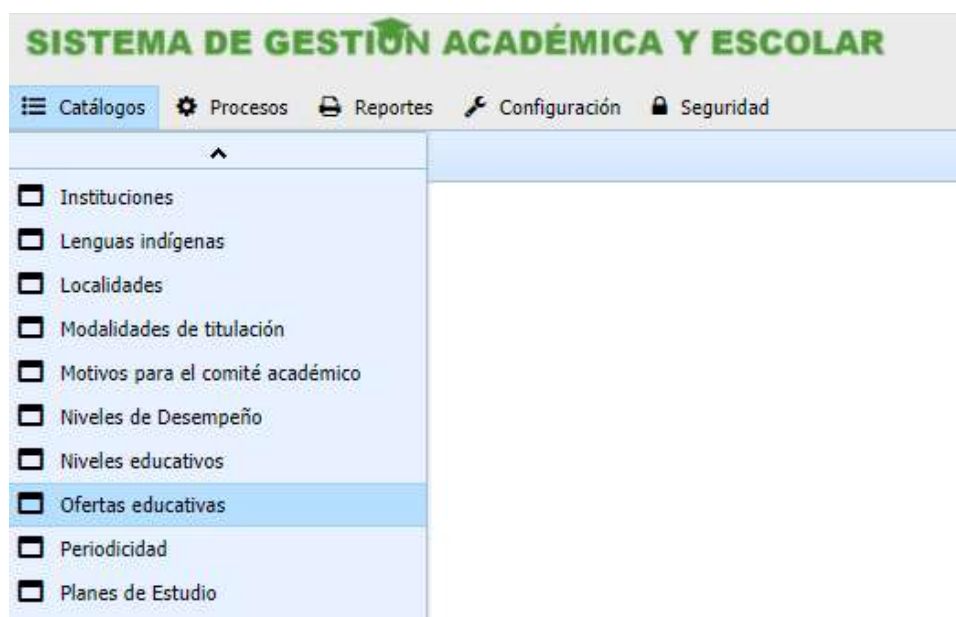 SISTEMA DE GESTIÓN ACADÉMICA Y ESCOLAR
Catálogos Procesos Reportes Configuración Seguridad
Instituciones
Lenguas indígenas
Localidades
Modalidades de titulación
Motivos para el comité académico
Niveles de Desempeño
Niveles educativos
Ofertas educativas
Periodicidad
Planes de Estudio